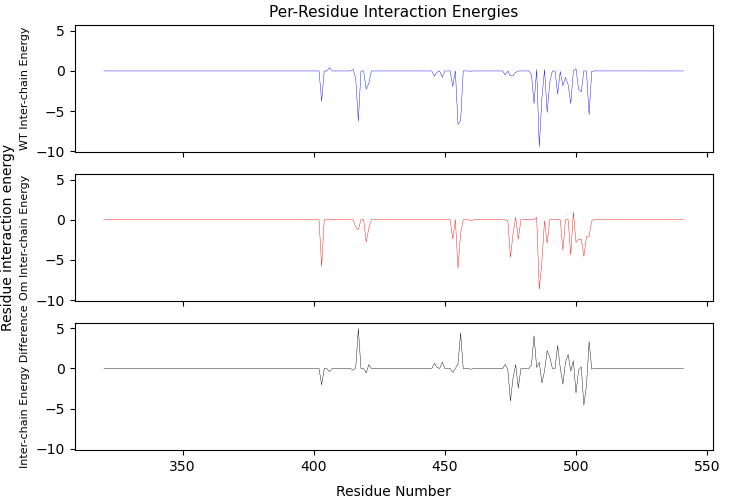 Per-Residue Interaction Energies
Residue interaction energy
WT Inter-chain Energy
5
0
−5
−10
Om Inter-chain Energy
5
0
−5
−10
Inter-chain Energy Difference
5
0
−5
−10
350
400
450
500
550
Residue Number